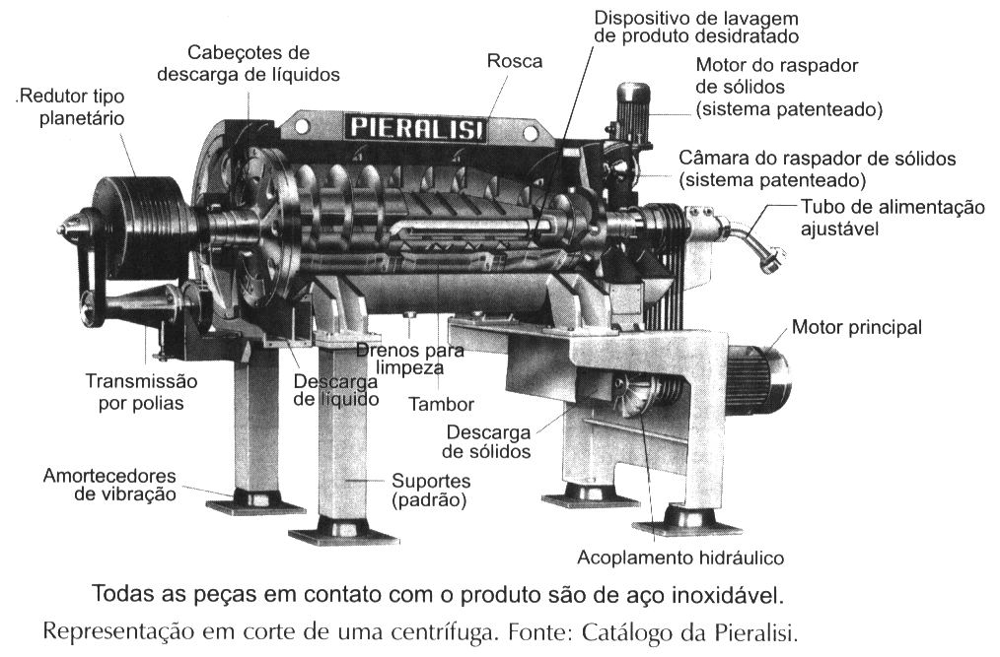 Dispositivo de lavagem
de produto desidratado
Cabeçotes de
descarga de líquidos
Rosca
Motor do raspador
de sólidos
(sistema patenteado)
.Redutor tipo
planetário
PIERALISI
Câmara do raspador de sólidos
(sistema patenteado)
Tubo de alimentação
ajustável
Motor principal
Drenos para
limpeza
Transmissão
por polias
Descarga
de líquido
Tambor
Descarga
de sólidos
Amortecedores
de vibração
Suportes
(padrão)
Acoplamento hidráulico
Todas as peças em contato com o produto são de aço inoxidável.
Representação em corte de uma centrífuga. Fonte: Catálogo da Pieralisi.